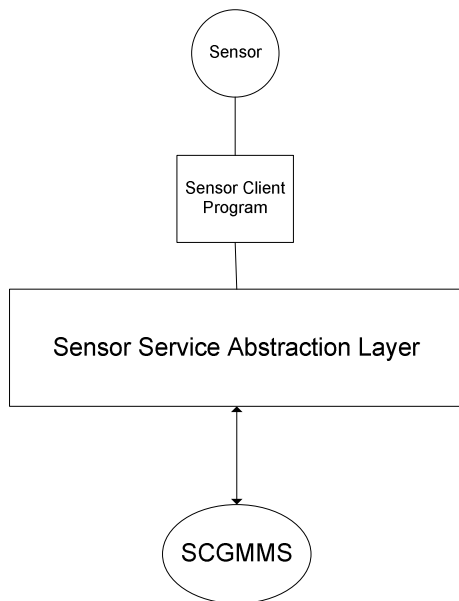 Sensor
Sensor Client
Program
Sensor Service Abstraction Layer
SCGMMS